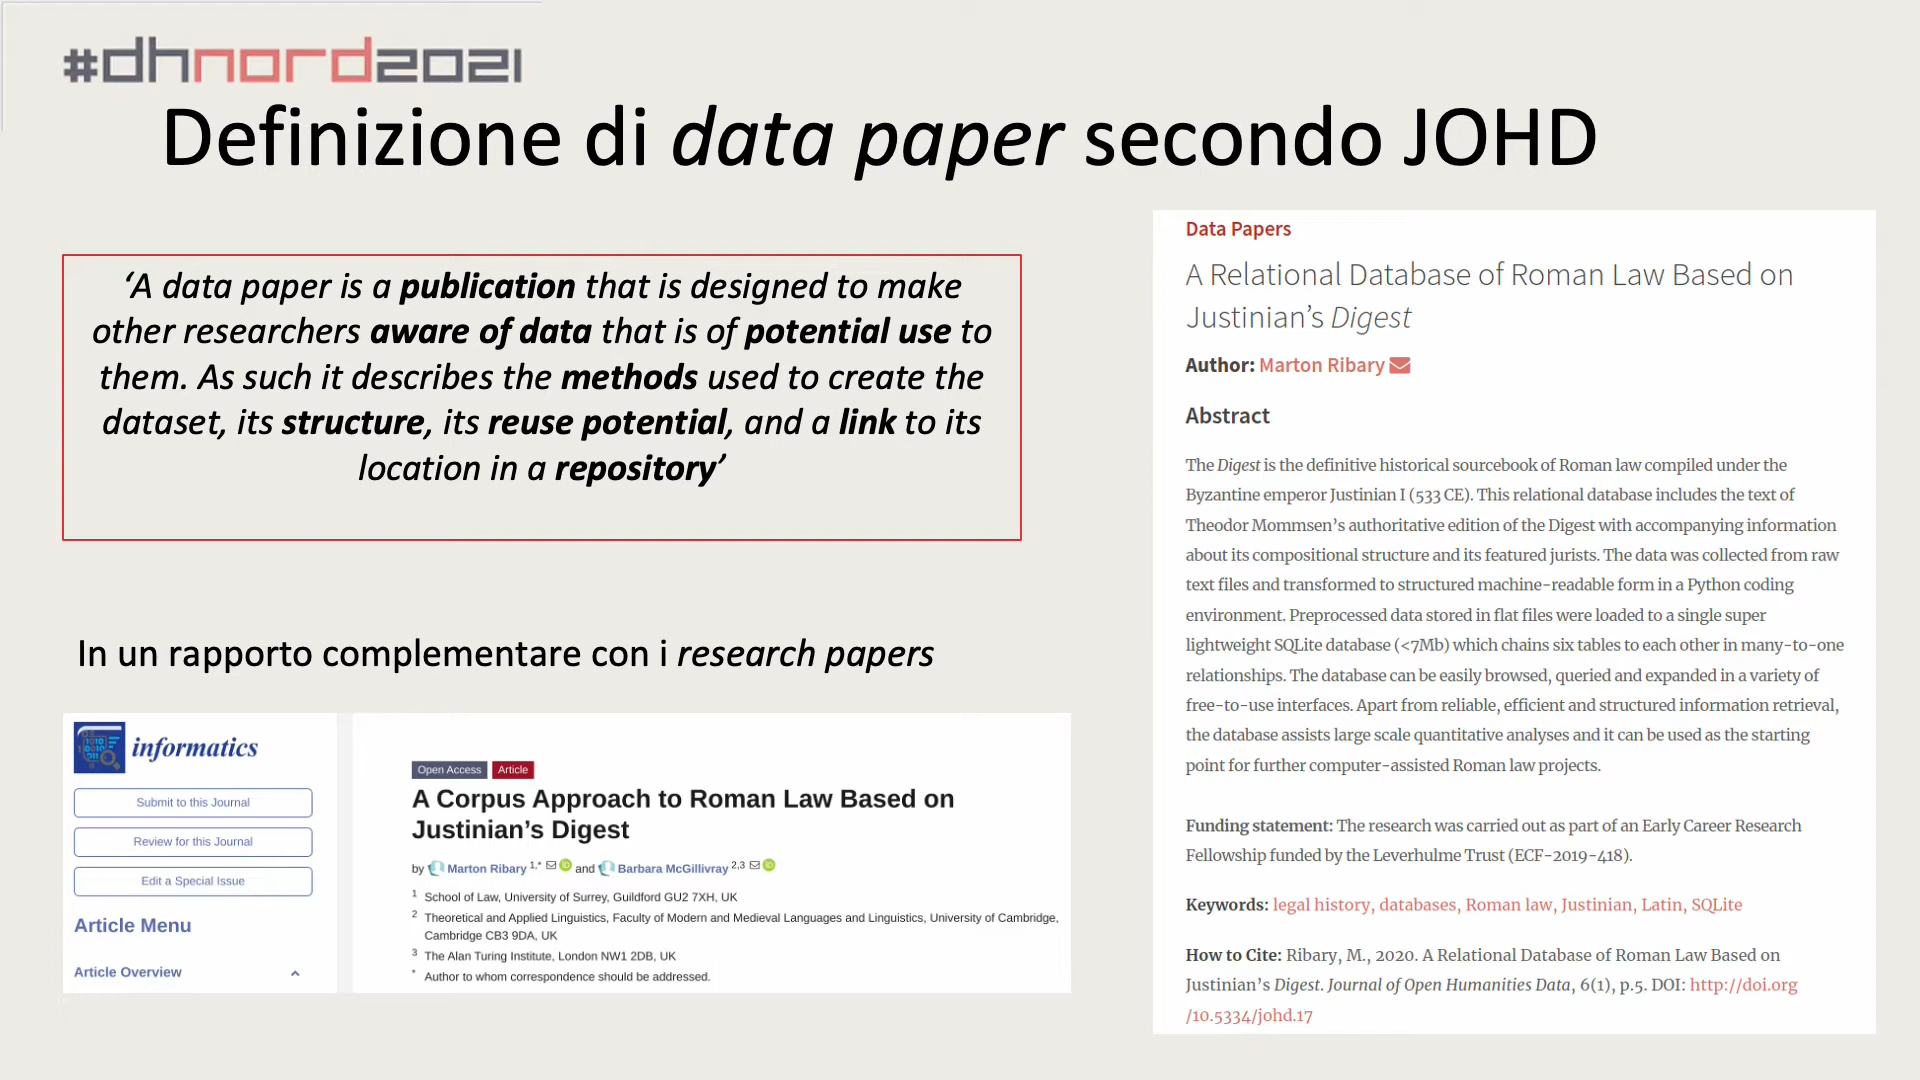 #dhnord2021
Definizione di data paper secondo JOHD
‘A data paper is a publication that is designed to make
other researchers aware of data that is of potential use to
them. As such it describes the methods used to create the
dataset, its structure, its reuse potential, and a link to its
location in a repository’
In un rapporto complementare con i research papers
informatics
Submit to this Journal
Review for this Journal
Edit a Special Issue
Article Menu
Article Overview
Open Access Article
A Corpus Approach to Roman Law Based on
Justinian’s Digest
by Marton Ribary 1,* and Barbara McGillivray 2,3
1 School of Law, University of Surrey, Guildford GU2 7XH, UK
2 Theoretical and Applied Linguistics, Faculty of Modern and Medieval Languages and Linguistics, University of Cambridge,
Cambridge CB3 9DA, UK
3 The Alan Turing Institute, London NW1 2DB, UK
* Author to whom correspondence should be addressed.
Data Papers
A Relational Database of Roman Law Based on
Justinian’s Digest
Author: Marton Ribary
Abstract
The Digest is the definitive historical sourcebook of Roman law compiled under the
Byzantine emperor Justinian I (533 CE). This relational database includes the text of
Theodor Mommsen’s authoritative edition of the Digest with accompanying information
about its compositional structure and its featured jurists. The data was collected from raw
text files and transformed to structured machine-readable form in a Python coding
environment. Preprocessed data stored in flat files were loaded to a single super
lightweight SQLite database (<7Mb) which chains six tables to each other in many-to-one
relationships. The database can be easily browsed, queried and expanded in a variety of
free-to-use interfaces. Apart from reliable, efficient and structured information retrieval,
the database assists large scale quantitative analyses and it can be used as the starting
point for further computer-assisted Roman law projects.
Funding statement: The research was carried out as part of an Early Career Research
Fellowship funded by the Leverhulme Trust (ECF-2019-418).
Keywords: legal history, databases, Roman law, Justinian, Latin, SQLite
How to Cite: Ribary, M., 2020. A Relational Database of Roman Law Based on
Justinian’s Digest. Journal of Open Humanities Data, 6(1), p.5. DOI: http://doi.org
/10.5334/johd.17